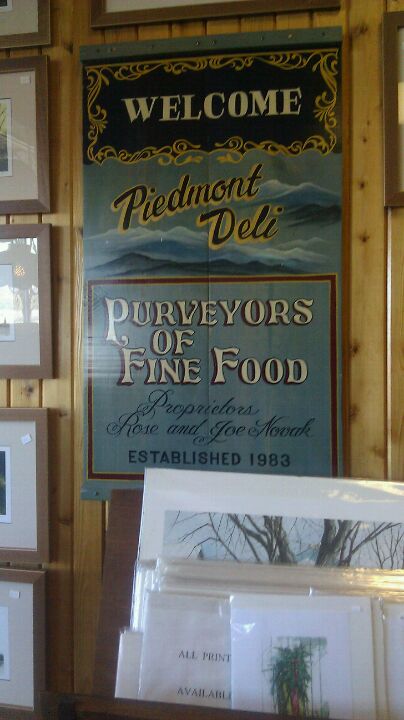 WELCOME
Piedmont
Deli
PURVEYORS
OF
FINE FOOD
Proprietors
Rose and Joe Novak
ESTABLISHED 1983
ALL PRINT
AVAILABL